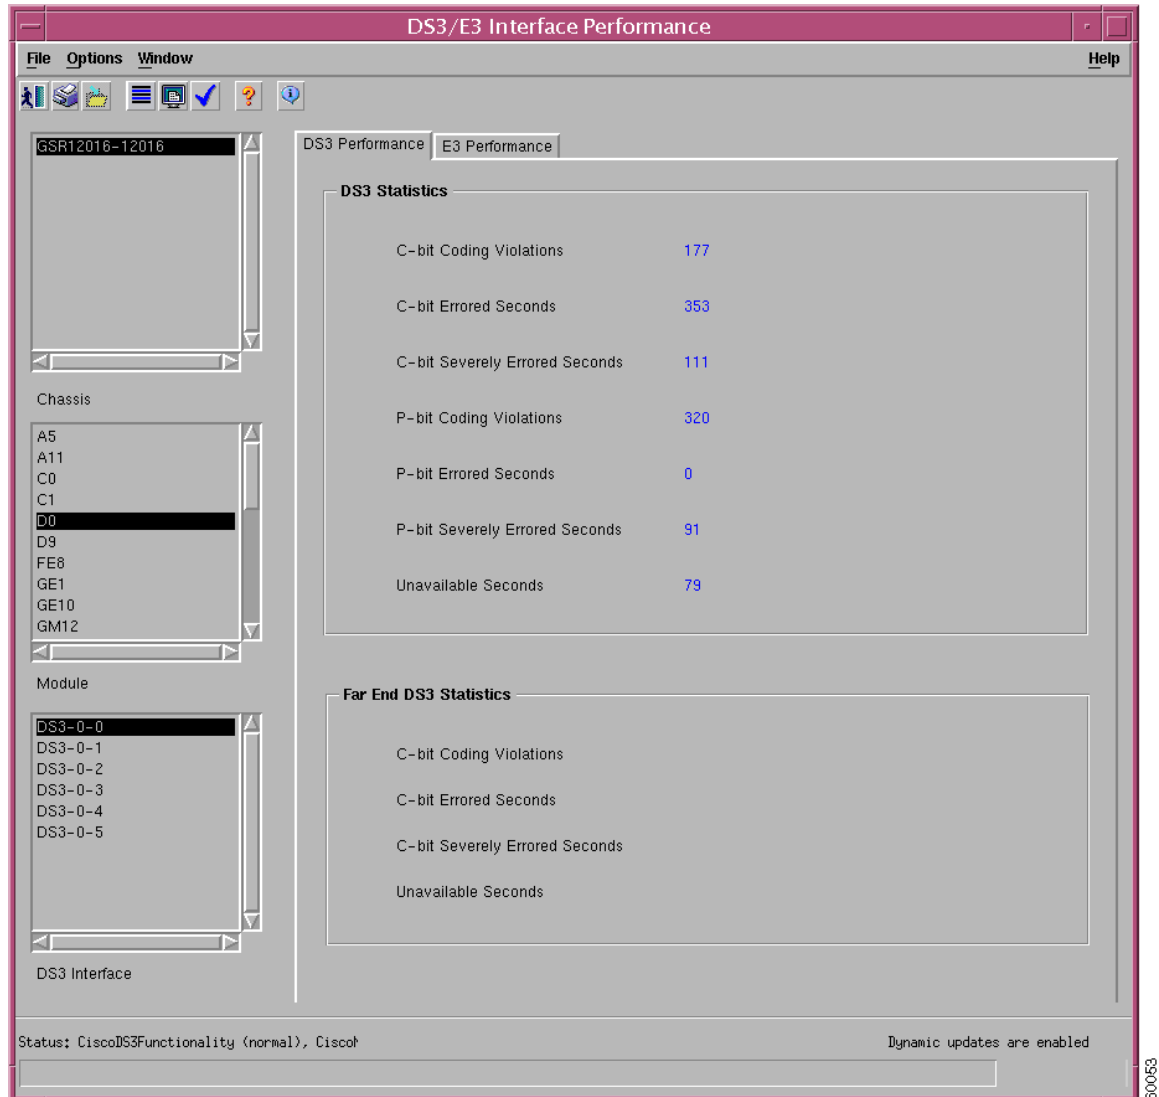 DS3/E3 Interface Performance
File Options Window Help
GSR12016-12016
Chassis
A5
A11
C0
C1
D0
D9
FE8
GE1
GE10
GM12
Module
DS3-0-0
DS3-0-1
DS3-0-2
DS3-0-3
DS3-0-4
DS3-0-5
DS3 Interface
DS3 Performance E3 Performance
DS3 Statistics
C-bit Coding Violations 177
C-bit Errored Seconds 353
C-bit Severely Errored Seconds 111
P-bit Coding Violations 320
P-bit Errored Seconds 0
P-bit Severely Errored Seconds 91
Unavailable Seconds 79
Far End DS3 Statistics
C-bit Coding Violations
C-bit Errored Seconds
C-bit Severely Errored Seconds
Unavailable Seconds
Status: CiscoDS3Functionality (normal), Dynamic updates are enabled